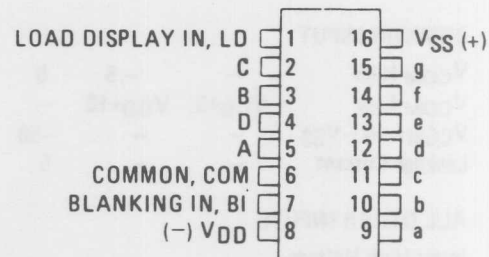 LOAD DISPLAY IN, LD 1 16 VSS (+)
C 2 15 g
B 3 14 f
D 4 13 e
A 5 12 d
COMMON, COM 6 11 c
BLANKING IN, BI 7 10 b
(−) VDD 8 9 a